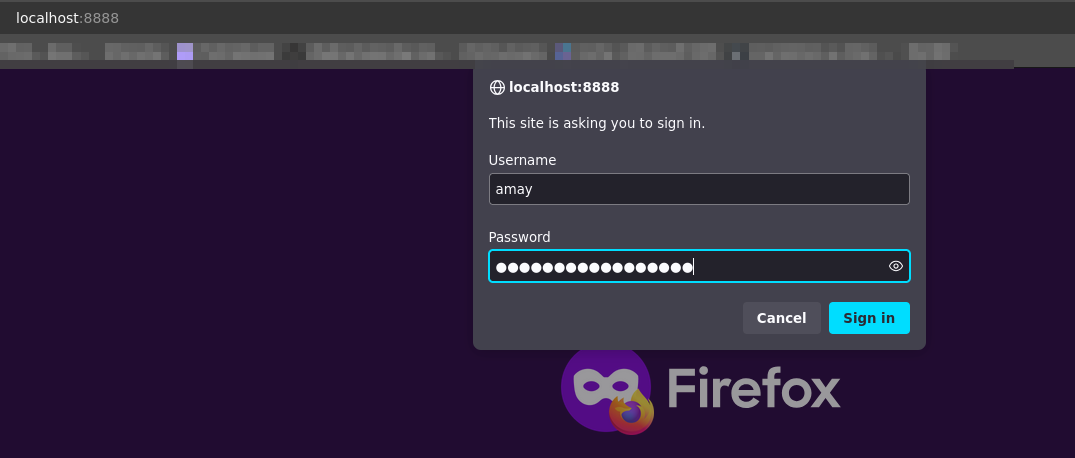 localhost:8888
localhost:8888
This site is asking you to sign in.
Username
amay
Password
●●●●●●●●●●●●●●●●●
Cancel
Sign in
Firefox